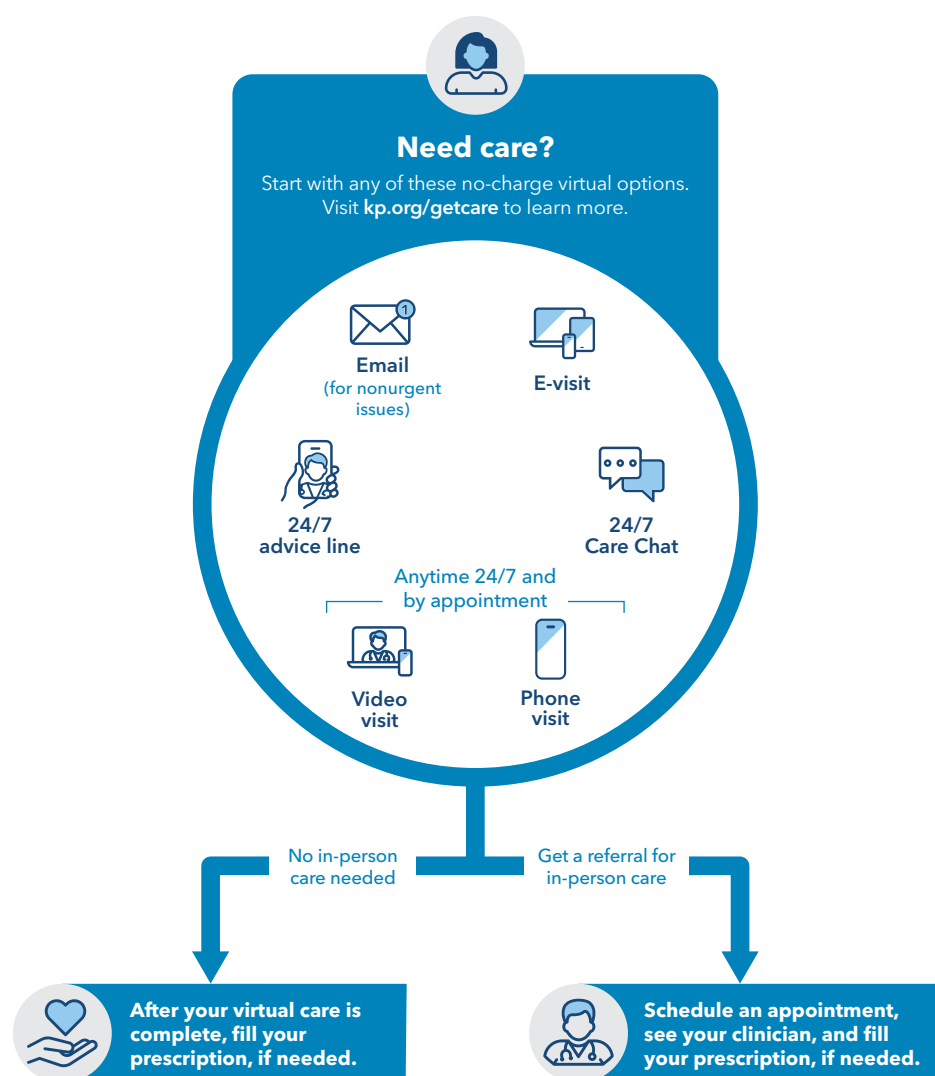 Need care?
Start with any of these no-charge virtual options.
Visit kp.org/getcare to learn more.
1
Email
(for nonurgent
issues)
E-visit
24/7
advice line
24/7
Care Chat
Anytime 24/7 and
by appointment
Video
visit
Phone
visit
No in-person
care needed
Get a referral for
in-person care
After your virtual care is
complete, fill your
prescription, if needed.
Schedule an appointment,
see your clinician, and fill
your prescription, if needed.